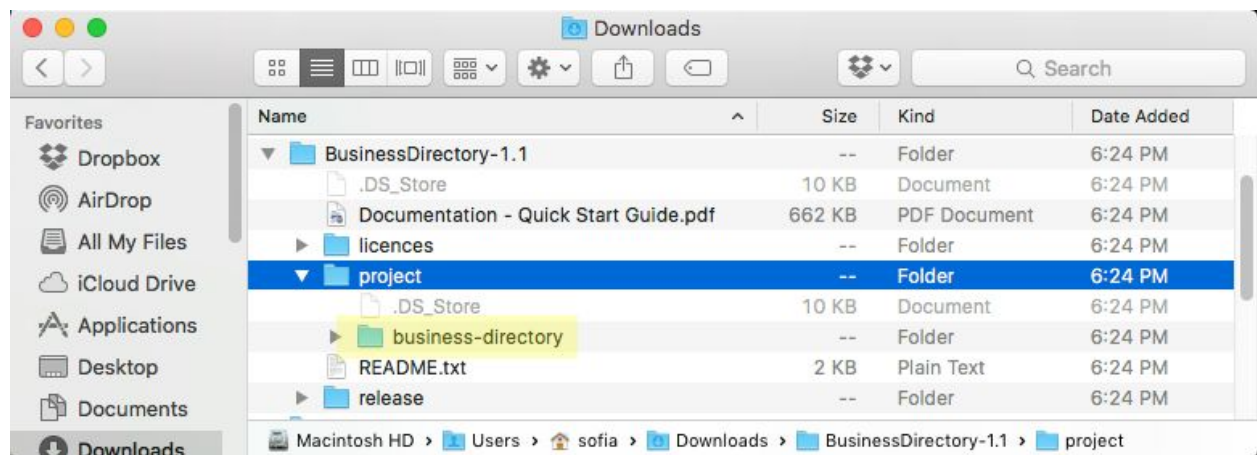 Downloads
Search
Favorites
Dropbox
AirDrop
All My Files
iCloud Drive
Applications
Desktop
Documents
Downloads
Name Size Kind Date Added
BusinessDirectory-1.1 -- Folder 6:24 PM
.DS_Store 10 KB Document 6:24 PM
Documentation - Quick Start Guide.pdf 662 KB PDF Document 6:24 PM
licences -- Folder 6:24 PM
project -- Folder 6:24 PM
.DS_Store 10 KB Document 6:24 PM
business-directory -- Folder 6:24 PM
README.txt 2 KB Plain Text 6:24 PM
release -- Folder 6:24 PM
Macintosh HD › Users › sofia › Downloads › BusinessDirectory-1.1 › project